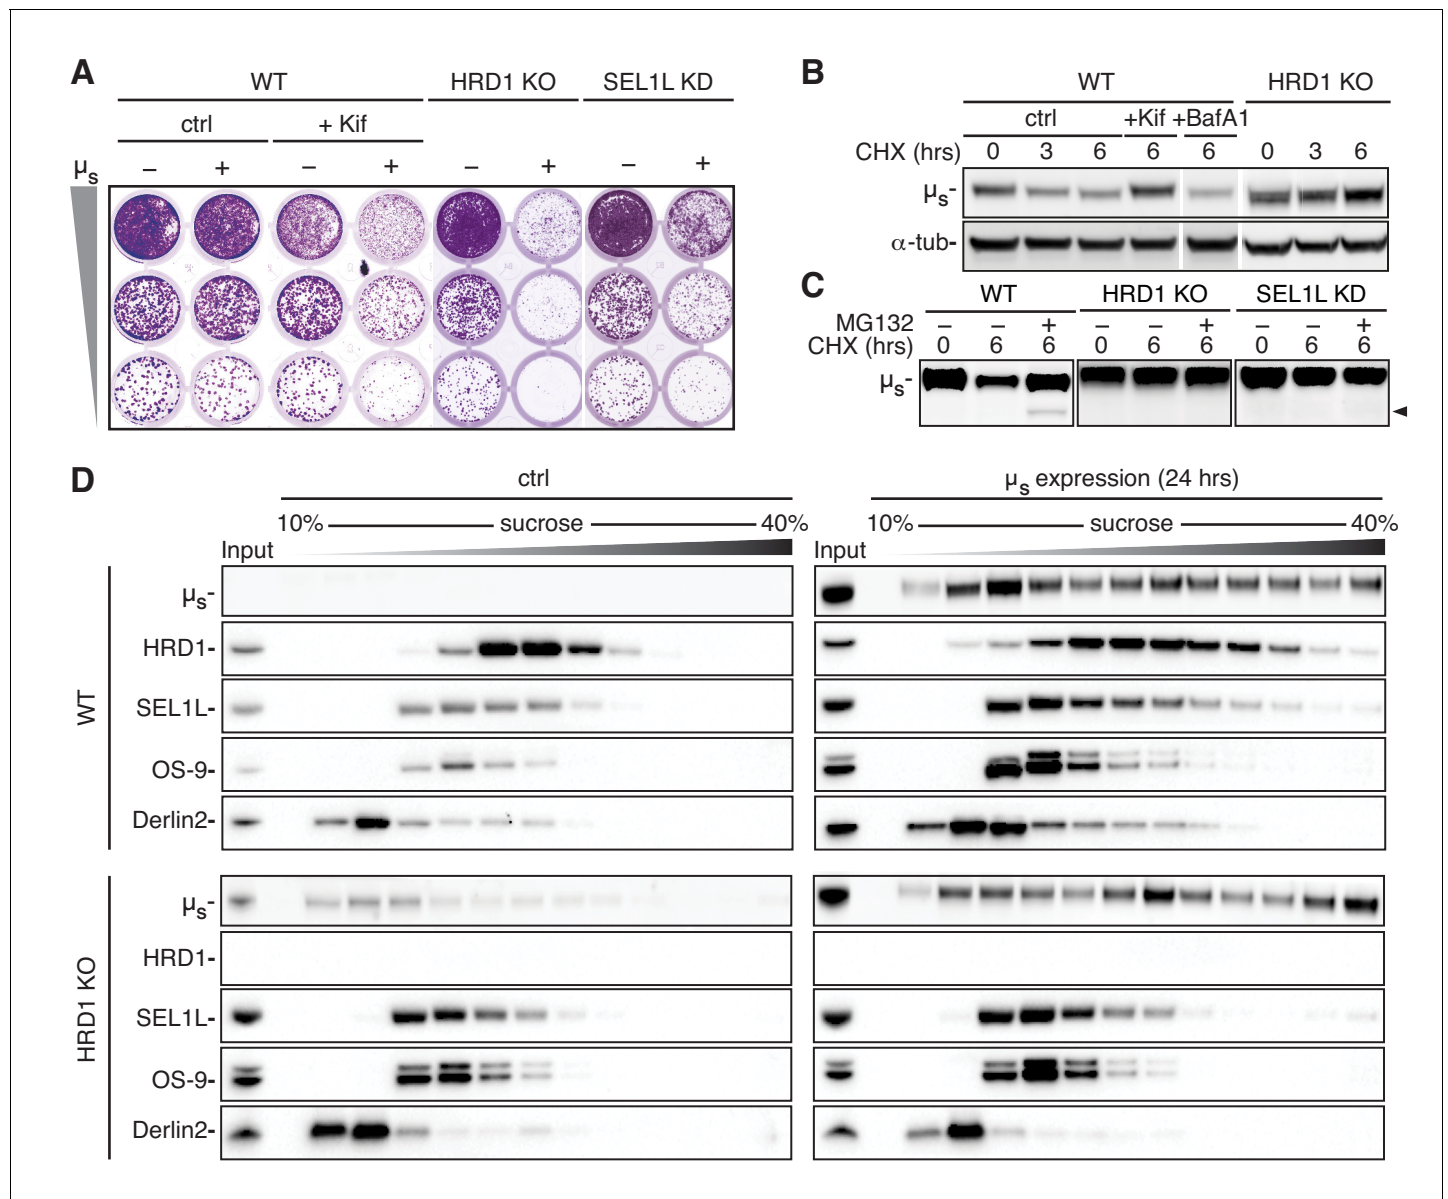 A
WT HRD1 KO SEL1L KD
ctrl + Kif
μs – + – + – + – +
B
WT HRD1 KO
ctrl +Kif +BafA1
CHX (hrs) 0 3 6 6 6 0 3 6
μs-
α-tub-
C
WT HRD1 KO SEL1L KD
MG132 – – + – – + – – +
CHX (hrs) 0 6 6 0 6 6 0 6 6
μs-
D
ctrl μs expression (24 hrs)
10% sucrose 40% 10% sucrose 40%
Input Input
WT
μs-
HRD1-
SEL1L-
OS-9-
Derlin2-
HRD1 KO
μs-
HRD1-
SEL1L-
OS-9-
Derlin2-